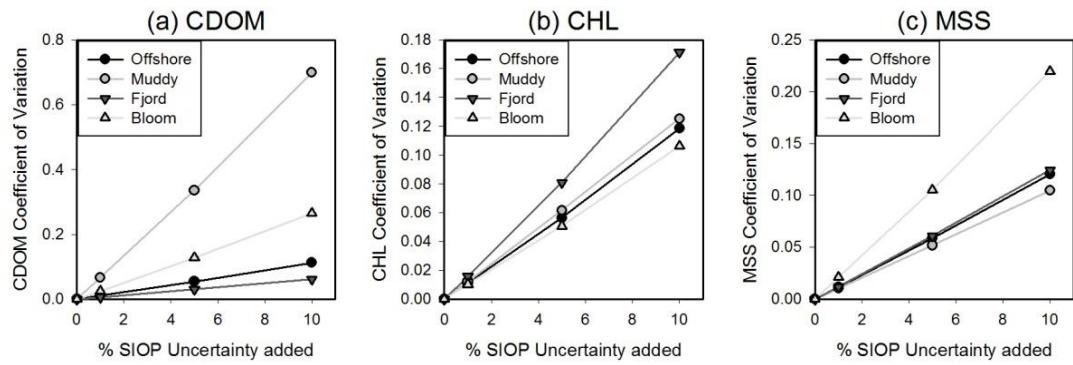 (a) CDOM
CDOM Coefficient of Variation
0.8
0.6
0.4
0.2
0.0
Offshore
Muddy
Fjord
Bloom
0 2 4 6 8 10
% SIOP Uncertainty added
(b) CHL
CHL Coefficient of Variation
0.18
0.16
0.14
0.12
0.10
0.08
0.06
0.04
0.02
0.00
Offshore
Muddy
Fjord
Bloom
0 2 4 6 8 10
% SIOP Uncertainty added
(c) MSS
MSS Coefficient of Variation
0.25
0.20
0.15
0.10
0.05
0.00
Offshore
Muddy
Fjord
Bloom
0 2 4 6 8 10
% SIOP Uncertainty added